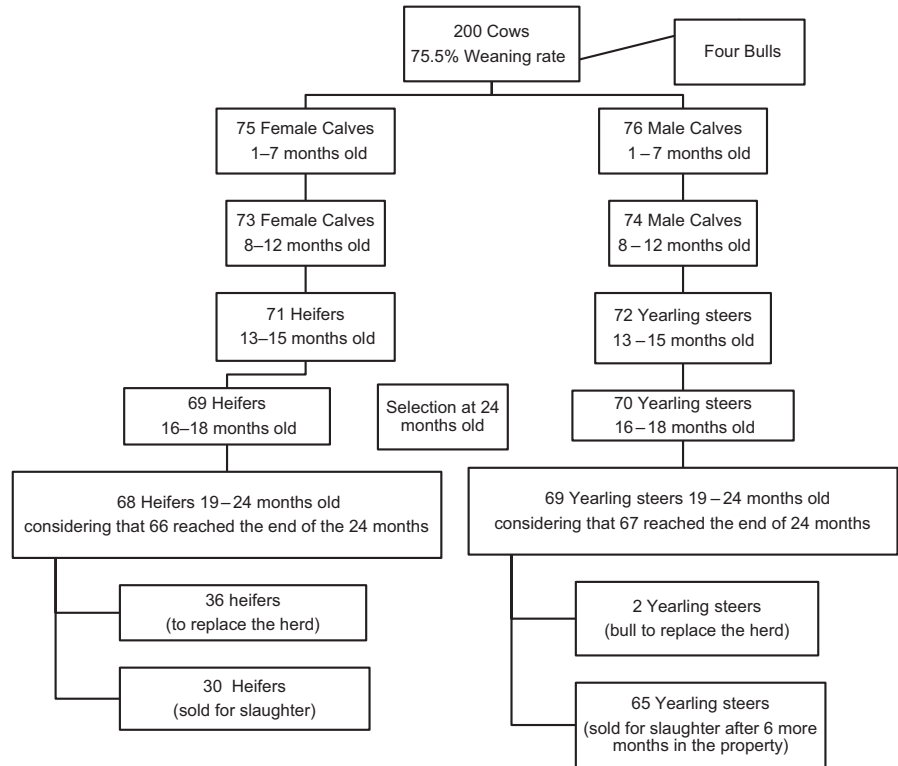 200 Cows
75.5% Weaning rate
Four Bulls
75 Female Calves
1–7 months old
76 Male Calves
1–7 months old
73 Female Calves
8–12 months old
74 Male Calves
8–12 months old
71 Heifers
13–15 months old
72 Yearling steers
13–15 months old
69 Heifers
16–18 months old
Selection at 24
months old
70 Yearling steers
16–18 months old
68 Heifers 19–24 months old
considering that 66 reached the end of the 24 months
69 Yearling steers 19–24 months old
considering that 67 reached the end of 24 months
36 heifers
(to replace the herd)
2 Yearling steers
(bull to replace the herd)
30 Heifers
(sold for slaughter)
65 Yearling steers
(sold for slaughter after 6 more
months in the property)